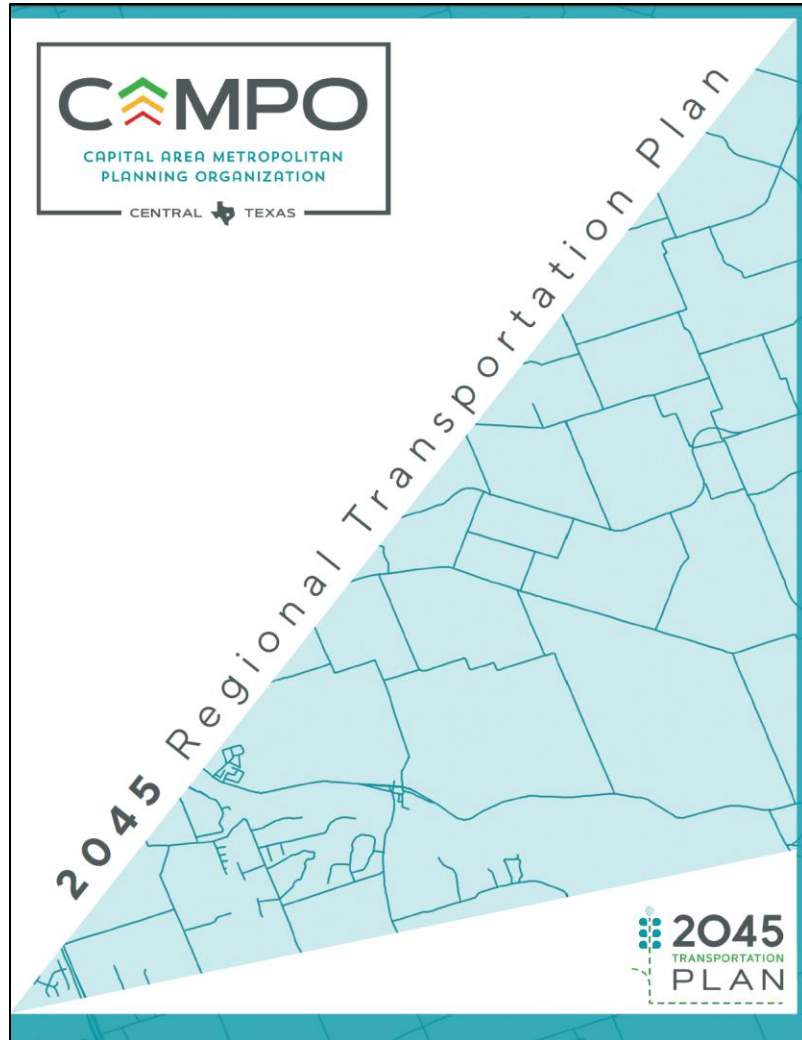 CAMPO
CAPITAL AREA METROPOLITAN
PLANNING ORGANIZATION
CENTRAL TEXAS
2045 Regional Transportation Plan
2045
TRANSPORTATION
PLAN